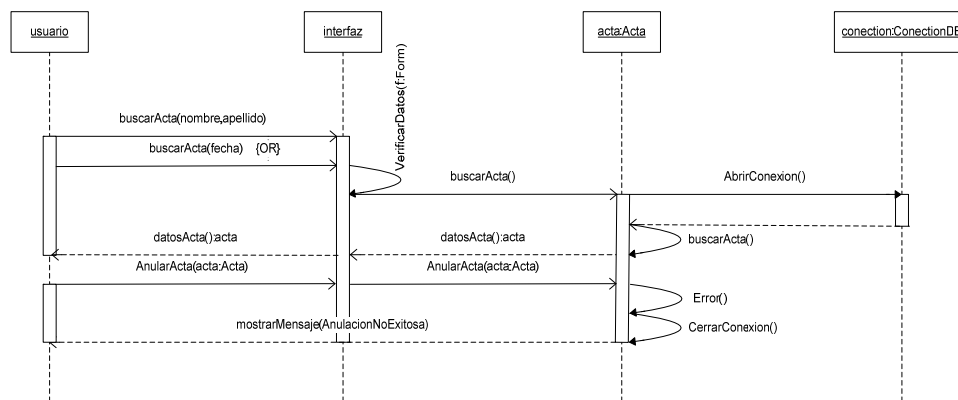 usuario
interfaz
acta:Acta
conection:ConectionDB
VerificarDatos(f:Form)
buscarActa(nombre,apellido)
buscarActa(fecha) {OR}
buscarActa()
AbrirConexion()
datosActa():acta
datosActa():acta
buscarActa()
AnularActa(acta:Acta)
AnularActa(acta:Acta)
Error()
mostrarMensaje(AnulacionNoExitosa)
CerrarConexion()